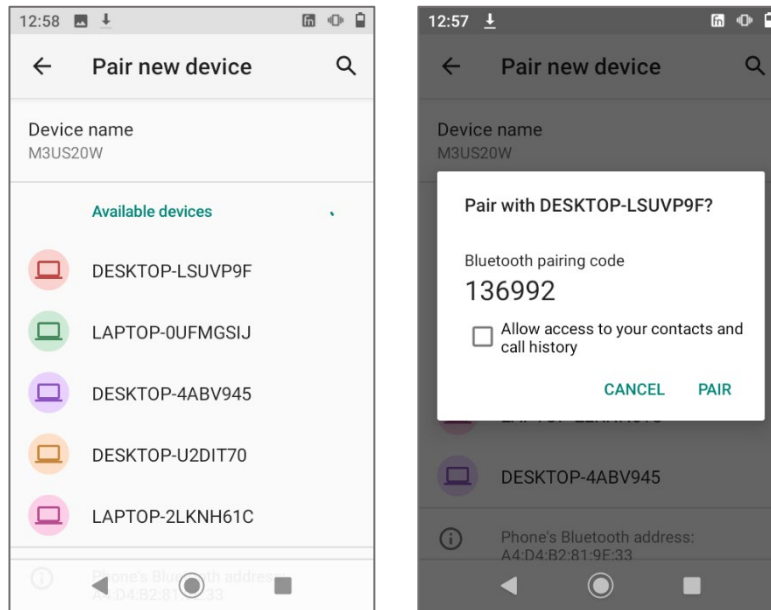 12:58
Pair new device
Device name
M3US20W
Available devices
DESKTOP-LSUVP9F
LAPTOP-0UFMGSIJ
DESKTOP-4ABV945
DESKTOP-U2DIT70
LAPTOP-2LKNH61C
Phone's Bluetooth address:
12:57
Pair new device
Device name
M3US20W
Pair with DESKTOP-LSUVP9F?
Bluetooth pairing code
136992
Allow access to your contacts and
call history
CANCEL PAIR
DESKTOP-4ABV945
Phone's Bluetooth address:
A4:D4:B2:81:9E:33